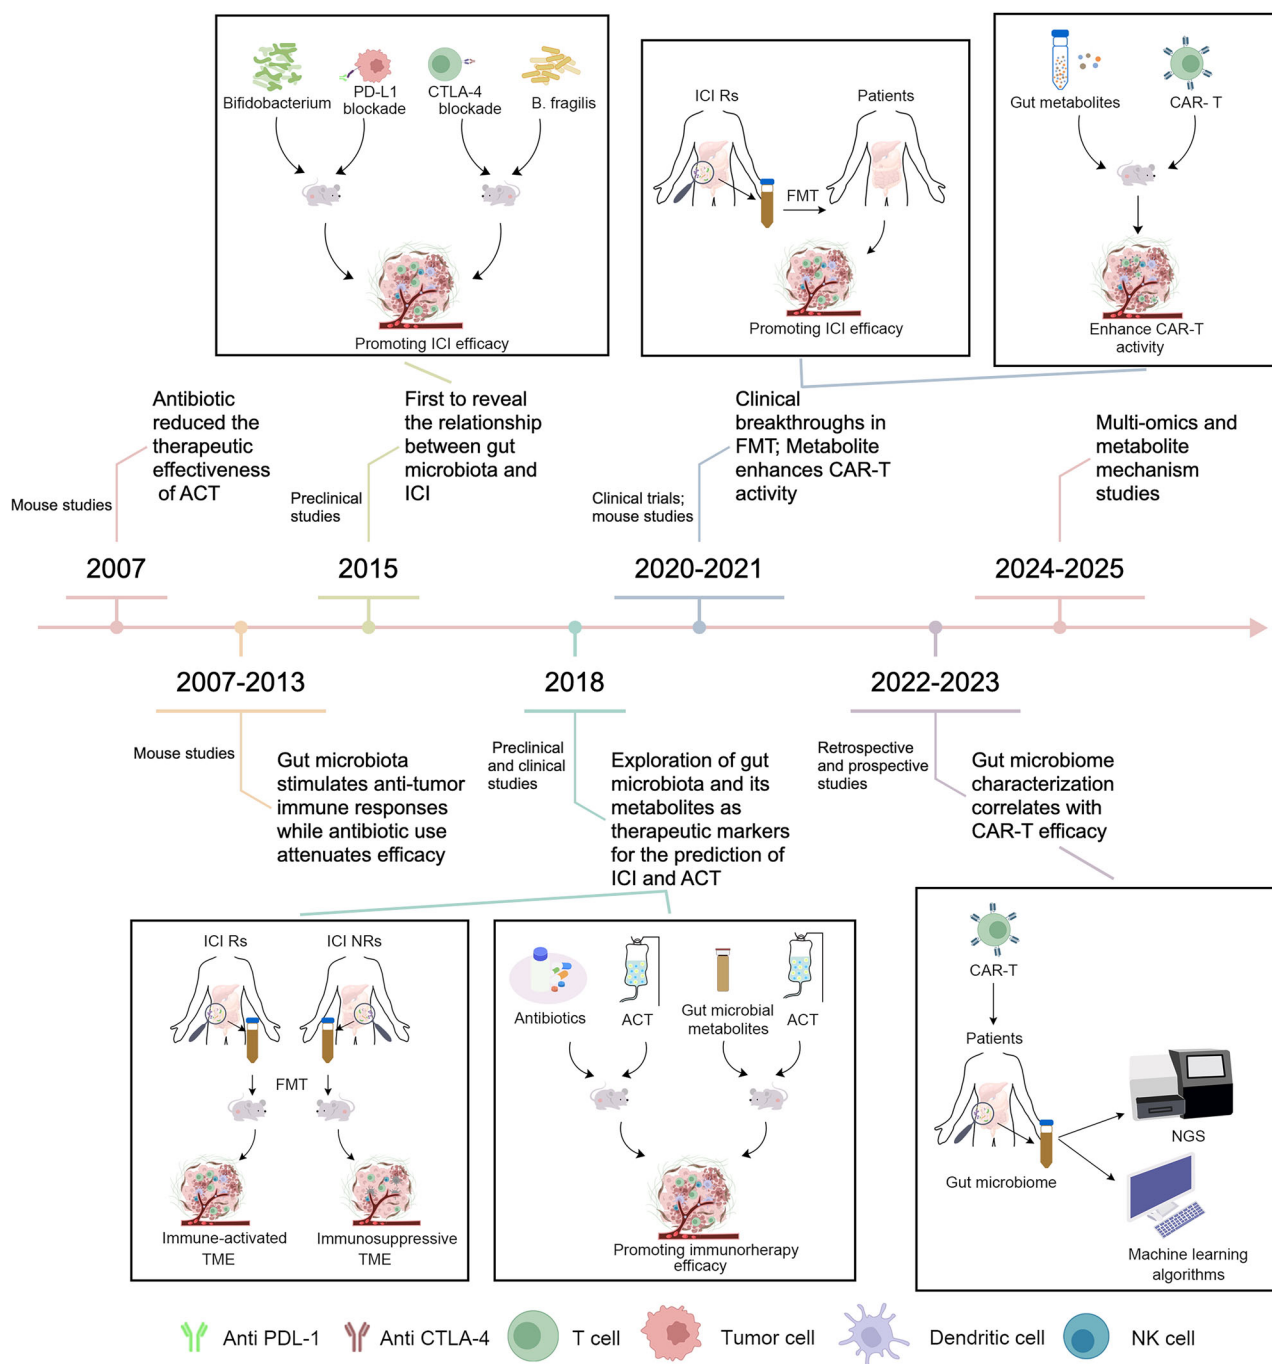 Bifidobacterium
PD-L1
blockade
CTLA-4
blockade
B. fragilis
Promoting ICI efficacy
ICI Rs
Patients
FMT
Promoting ICI efficacy
Gut metabolites
CAR- T
Enhance CAR-T
activity
Mouse studies
Antibiotic
reduced the
therapeutic
effectiveness
of ACT
2007
Preclinical
studies
First to reveal
the relationship
between gut
microbiota and
ICI
2015
Clinical trials;
mouse studies
Clinical
breakthroughs in
FMT; Metabolite
enhances CAR-T
activity
2020-2021
Multi-omics and
metabolite
mechanism
studies
2024-2025
2007-2013
Mouse studies
Gut microbiota
stimulates anti-tumor
immune responses
while antibiotic use
attenuates efficacy
2018
Preclinical
and clinical
studies
Exploration of gut
microbiota and its
metabolites as
therapeutic markers
for the prediction of
ICI and ACT
2022-2023
Retrospective
and prospective
studies
Gut microbiome
characterization
correlates with
CAR-T efficacy
ICI Rs
ICI NRs
FMT
Immune-activated
TME
Immunosuppressive
TME
Antibiotics
ACT
Gut microbial
metabolites
ACT
Promoting immunorherapy
efficacy
CAR-T
Patients
Gut microbiome
NGS
Machine learning
algorithms
Anti PDL-1
Anti CTLA-4
T cell
Tumor cell
Dendritic cell
NK cell